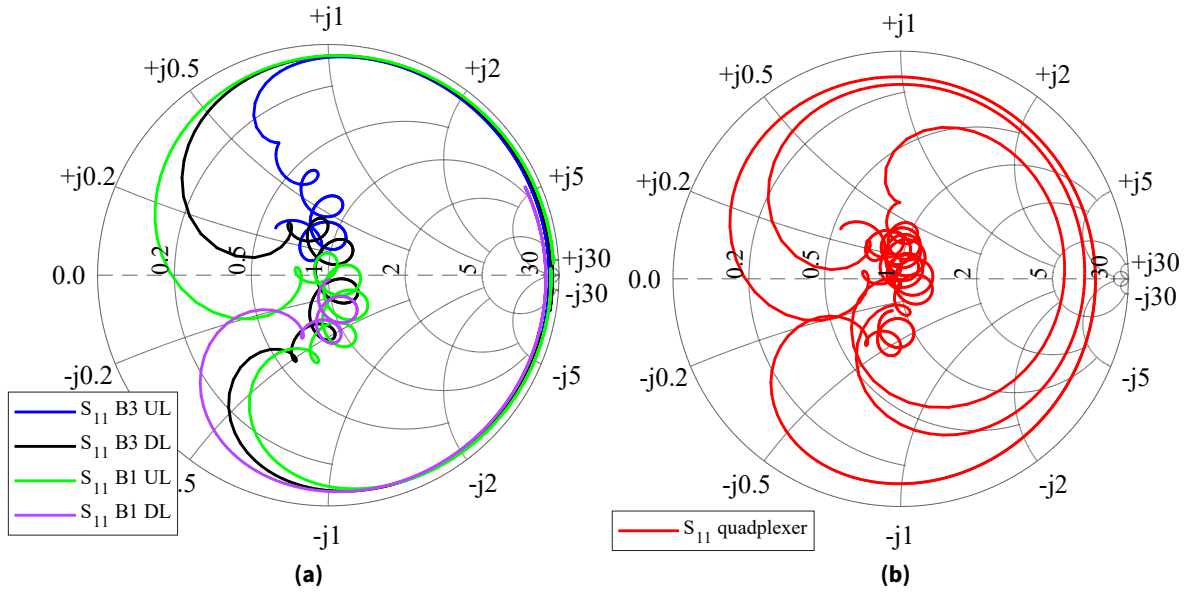 +j1
+j0.5
+j2
+j0.2
+j5
0.0
0.2
0.5
1
2
5
30
+j30
-j30
-j0.2
-j5
.5
-j2
-j1
S11 B3 UL
S11 B3 DL
S11 B1 UL
S11 B1 DL
(a)
+j1
+j0.5
+j2
+j0.2
+j5
0.0
0.2
0.5
1
2
5
30
+j30
-j30
-j0.2
-j5
-j0.5
-j2
-j1
S11 quadplexer
(b)